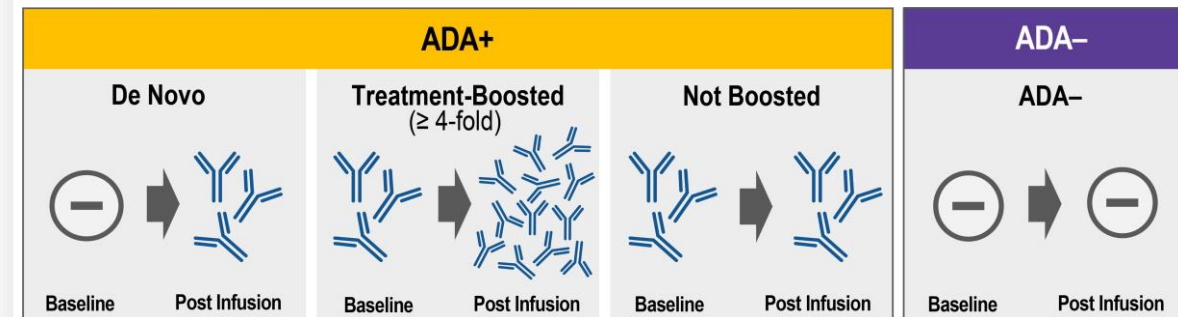 ADA+
ADA–
De Novo
Treatment-Boosted
(≥ 4-fold)
Not Boosted
ADA–
Baseline
Post Infusion
Baseline
Post Infusion
Baseline
Post Infusion
Baseline
Post Infusion